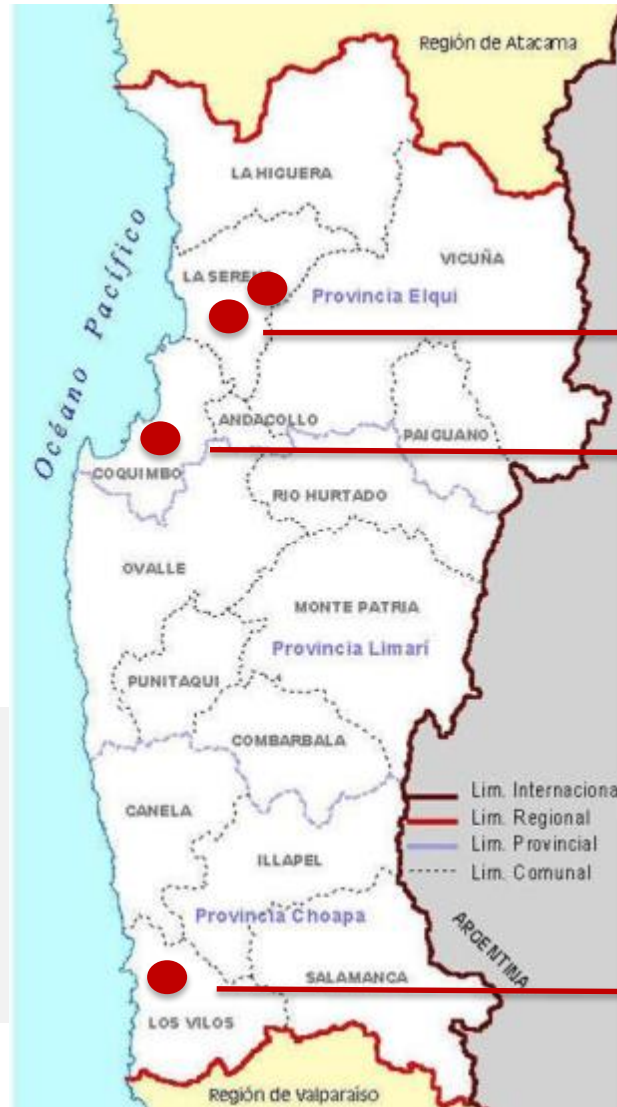 Región de Atacama
LA HIGUERA
VICUÑA
LA SEREN
Provincia Elqui
Océano Pacífico
ANDACOLLO
PAIGUANO
COQUIMBO
RIO HURTADO
OVALLE
MONTE PATRIA
Provincia Limarí
PUNITAQUI
COMBARBALA
Lim. Internaciona
CANELA
Lim. Regional
Lim. Provincial
ILLAPEL
Lim. Comunal
Provincia Choapa
ARGENTINA
SALAMANCA
LOS VILOS
Región de Valparaíso